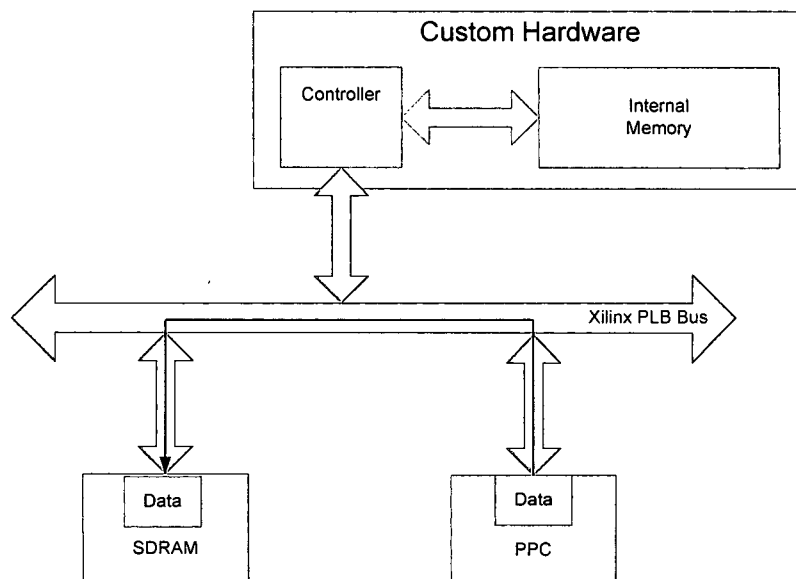 Custom Hardware
Controller
Internal
Memory
Xilinx PLB Bus
Data
SDRAM
Data
PPC